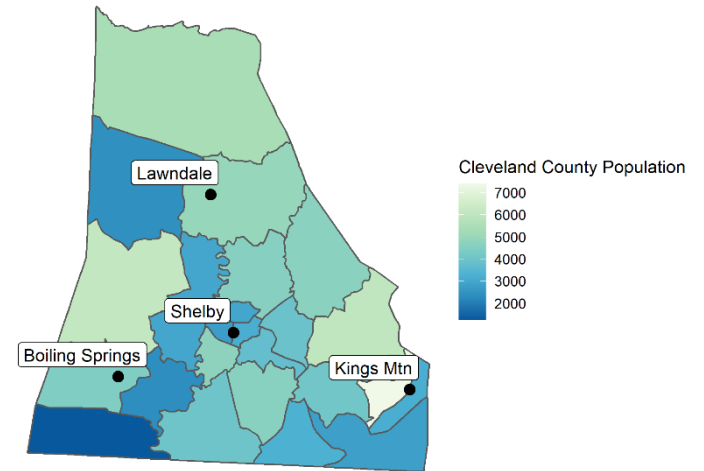 Lawndale
Cleveland County Population
7000
6000
5000
4000
3000
2000
Shelby
Boiling Springs
Kings Mtn